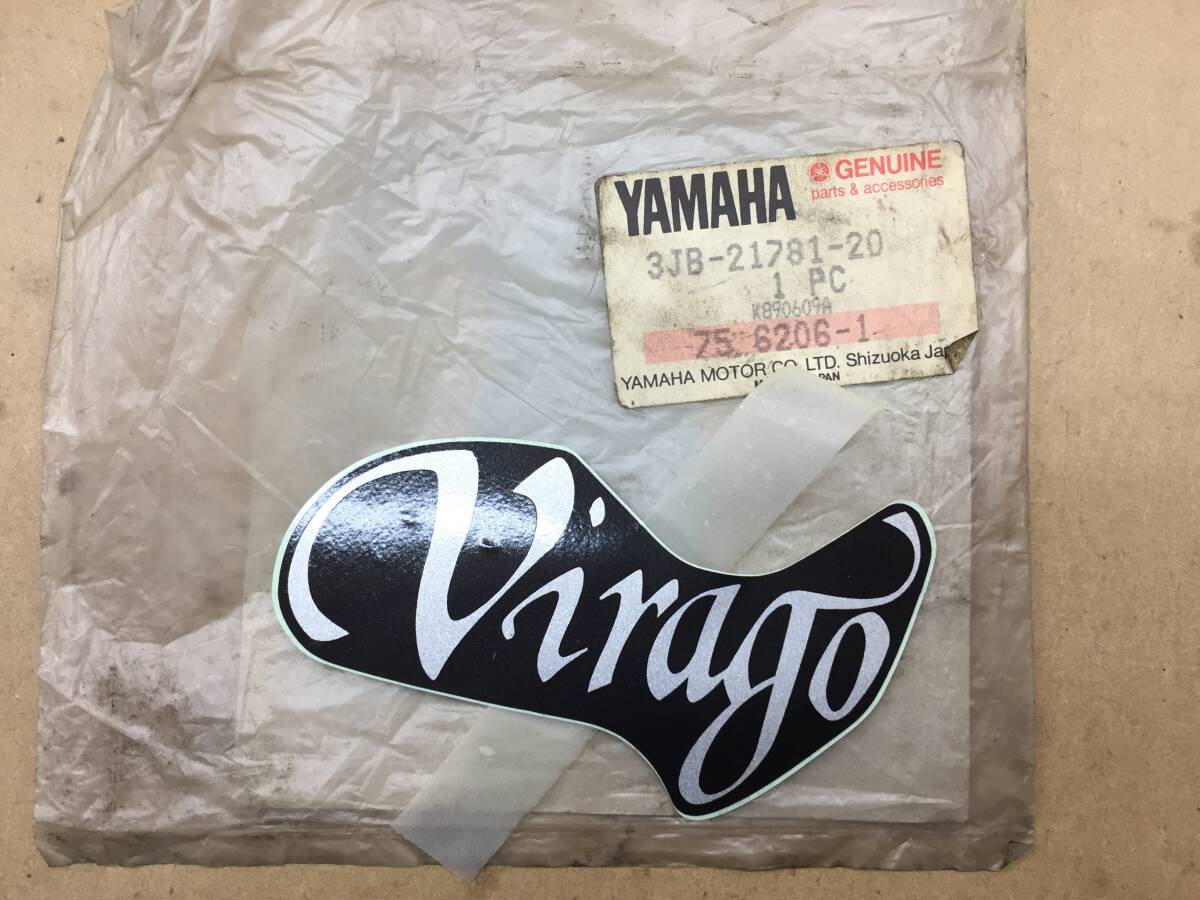 YAMAHA
GENUINE
parts & accessories
3JB-21781-20
1 PC
K890609A
75 6206-1
YAMAHA MOTOR CO. LTD. Shizuoka
Virago